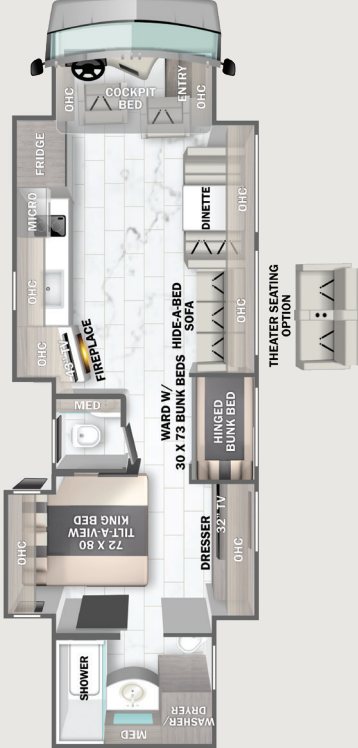 OHC
COCKPIT
BED
ENTRY
OHC
FRIDGE
MICRO
OHC
OHC
43" TV
FIREPLACE
DINETTE
OHC
HIDE-A-BED
SOFA
OHC
THEATER SEATING
OPTION
WARD W/
30 X 73 BUNK BEDS
HINGED
BUNK BED
MED
72 X 80
TILT-A-VIEW
KING BED
OHC
DRESSER
32" TV
OHC
SHOWER
MED
WASHER/
DRYER